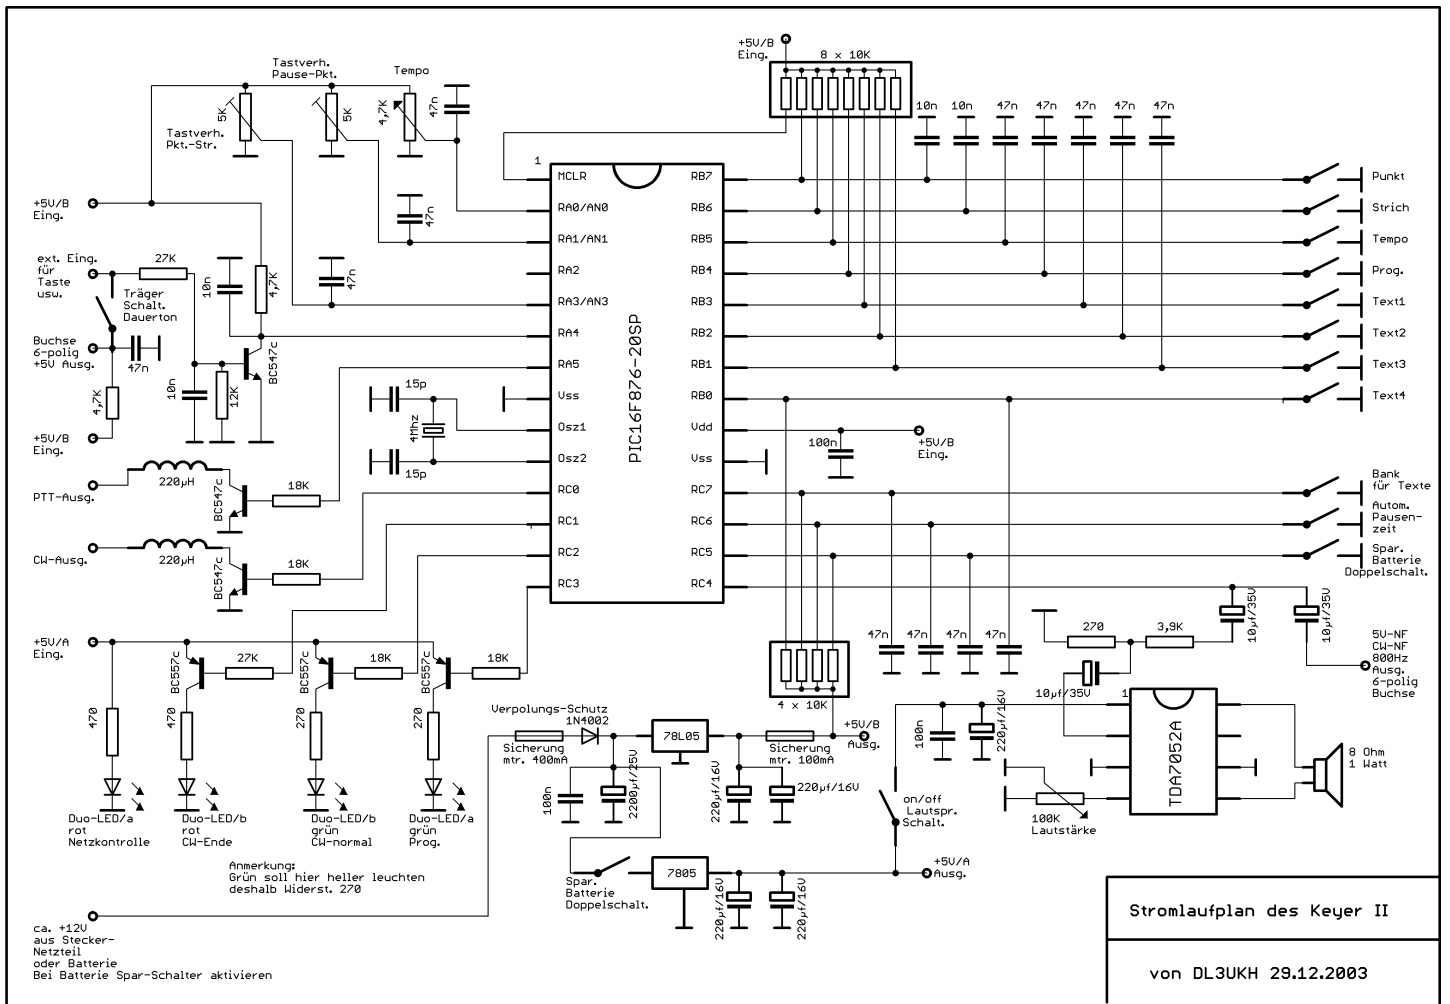 +5V/B
Eing.
8 x 10K
Tastverh.
Pause-Pkt.
Tempo
5K
5K
4,7K
47n
Tastverh.
Pkt.-Str.
10n
10n
47n
47n
47n
47n
47n
1
MCLR
RA0/AN0
RA1/AN1
RA2
RA3/AN3
RA4
RA5
Vss
Osz1
Osz2
RC0
RC1
RC2
RC3
PIC16F876-20SP
RB7
RB6
RB5
RB4
RB3
RB2
RB1
RB0
Vdd
Vss
RC7
RC6
RC5
RC4
Punkt
Strich
Tempo
Prog.
Text1
Text2
Text3
Text4
Bank
für Texte
Autom.
Pausen-
zeit
Spar.
Batterie
Doppelschalt.
+5V/B
Eing.
47n
47n
ext. Eing.
für
Taste
usw.
27K
10n
4,7K
Träger
Schalt.
Dauerton
Buchse
6-polig
+5V Ausg.
47n
4,7K
10n
12K
BC547c
+5V/B
Eing.
15p
4Mhz
15p
100n
+5V/B
Eing.
PTT-Ausg.
220µH
BC547c
18K
CW-Ausg.
220µH
BC547c
18K
+5V/A
Eing.
BC557c
27K
BC557c
18K
BC557c
18K
470
470
270
270
Duo-LED/a
rot
Netzkontrolle
Duo-LED/b
rot
CW-Ende
Duo-LED/b
grün
CW-normal
Duo-LED/a
grün
Prog.
Anmerkung:
Grün soll hier heller leuchten
deshalb Widerst. 270
47n
47n
47n
47n
4 x 10K
270
3,9K
10µf/35V
10µf/35V
10µf/35V
5V-NF
CW-NF
800Hz
Ausg.
6-polig
Buchse
Verpolungs-Schutz
1N4002
Sicherung
mtr. 400mA
78L05
Sicherung
mtr. 100mA
+5V/B
Ausg.
100n
2200µf/25V
220µf/16V
220µf/16V
100n
220µf/16V
1
TDA7052A
8 Ohm
1 Watt
on/off
Lautspr.
Schalt.
100K
Lautstärke
Spar.
Batterie
Doppelschalt.
7805
220µf/16V
220µf/16V
+5V/A
Ausg.
ca. +12V
aus Stecker-
Netzteil
oder Batterie
Bei Batterie Spar-Schalter aktivieren
Stromlaufplan des Keyer II
von DL3UKH 29.12.2003